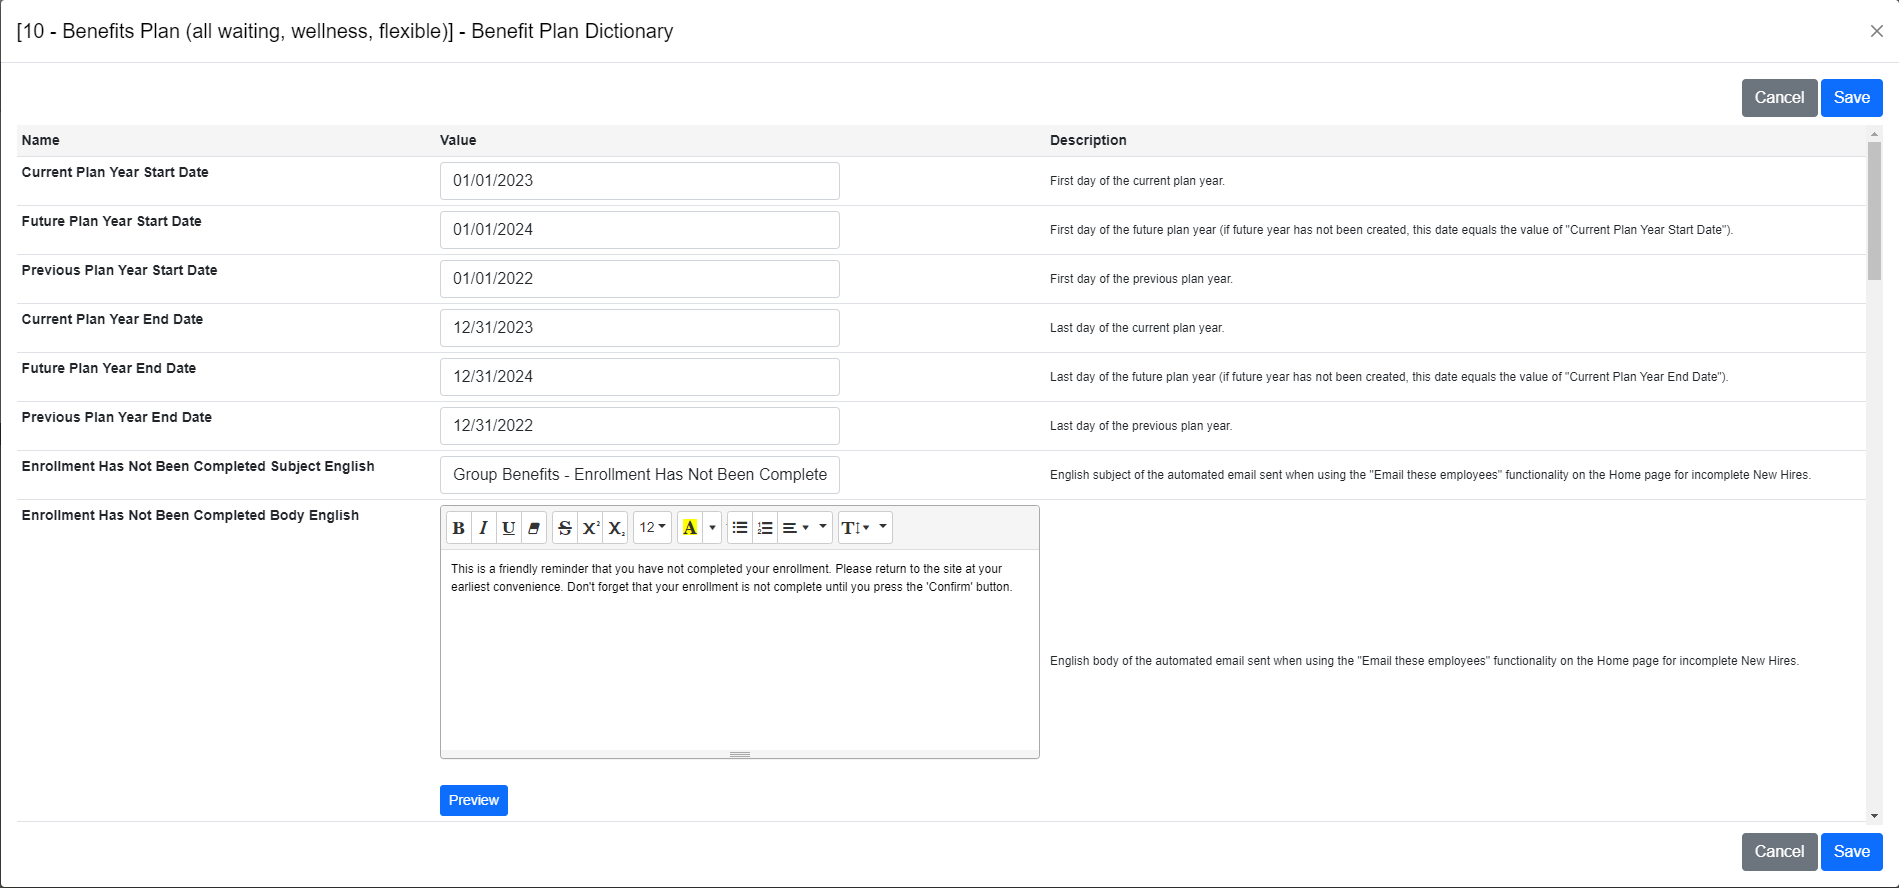 [10 - Benefits Plan (all waiting, wellness, flexible)] - Benefit Plan Dictionary
Cancel Save
Name Value Description
Current Plan Year Start Date 01/01/2023 First day of the current plan year.
Future Plan Year Start Date 01/01/2024 First day of the future plan year (if future year has not been created, this date equals the value of "Current Plan Year Start Date").
Previous Plan Year Start Date 01/01/2022 First day of the previous plan year.
Current Plan Year End Date 12/31/2023 Last day of the current plan year.
Future Plan Year End Date 12/31/2024 Last day of the future plan year (if future year has not been created, this date equals the value of "Current Plan Year End Date").
Previous Plan Year End Date 12/31/2022 Last day of the previous plan year.
Enrollment Has Not Been Completed Subject English Group Benefits - Enrollment Has Not Been Complete English subject of the automated email sent when using the "Email these employees" functionality on the Home page for incomplete New Hires.
Enrollment Has Not Been Completed Body English
B I U S X² X₂ 12 A T
This is a friendly reminder that you have not completed your enrollment. Please return to the site at your
earliest convenience. Don't forget that your enrollment is not complete until you press the 'Confirm' button.
English body of the automated email sent when using the "Email these employees" functionality on the Home page for incomplete New Hires.
Preview
Cancel Save